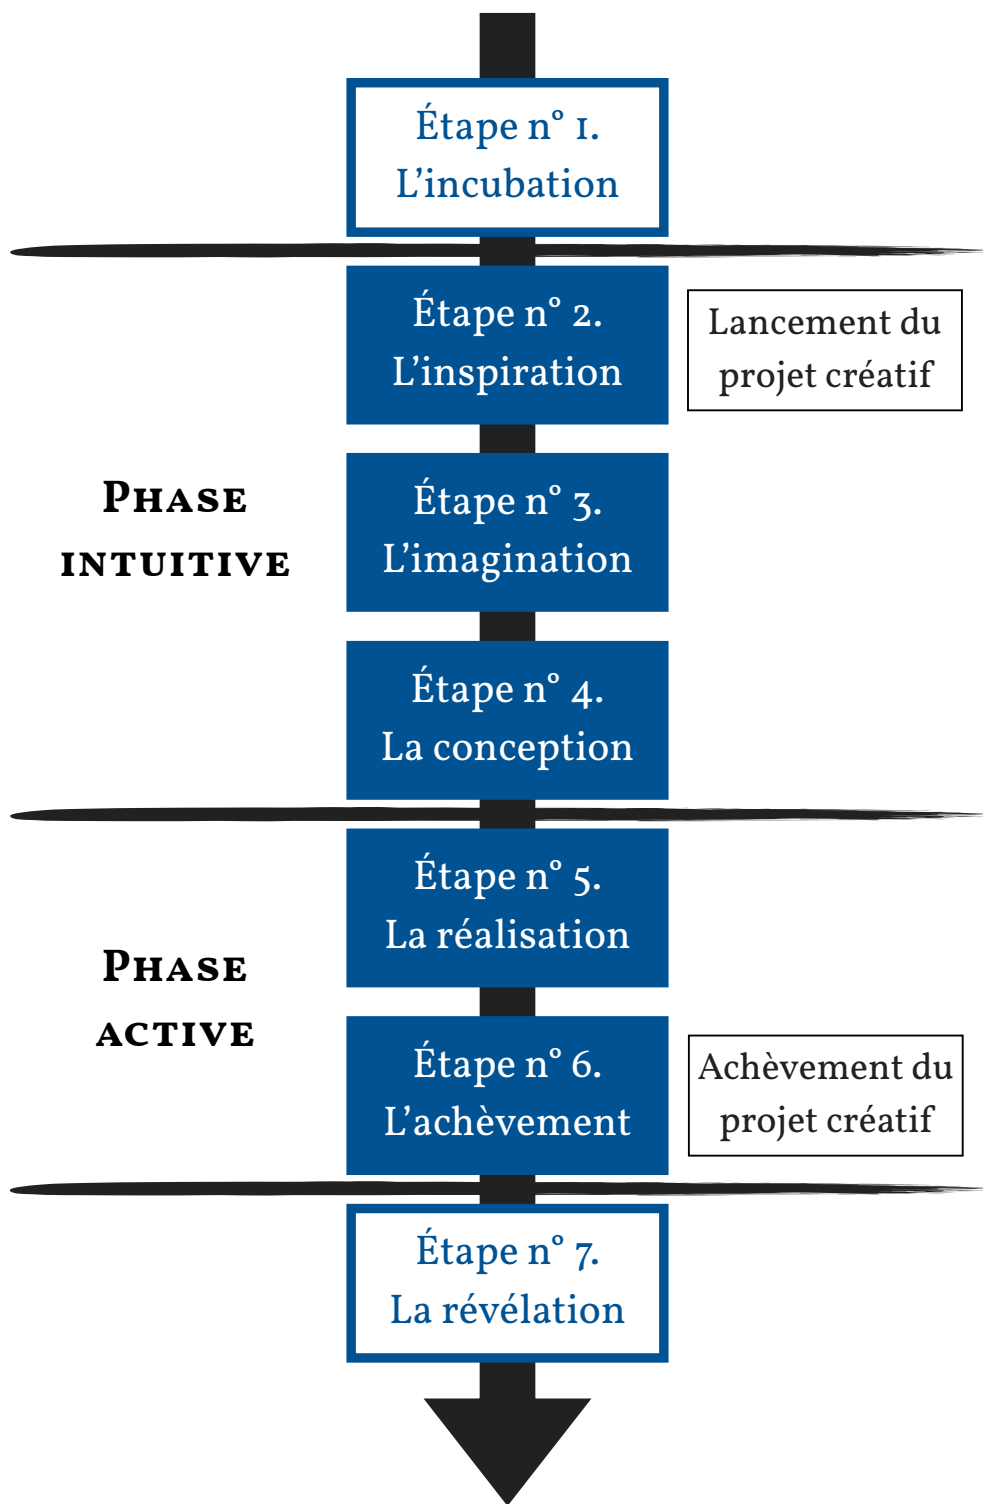 Étape n° 1.
L’incubation
Étape n° 2.
L’inspiration
Lancement du
projet créatif
Phase
intuitive
Étape n° 3.
L’imagination
Étape n° 4.
La conception
Étape n° 5.
La réalisation
Phase
active
Étape n° 6.
L’achèvement
Achèvement du
projet créatif
Étape n° 7.
La révélation